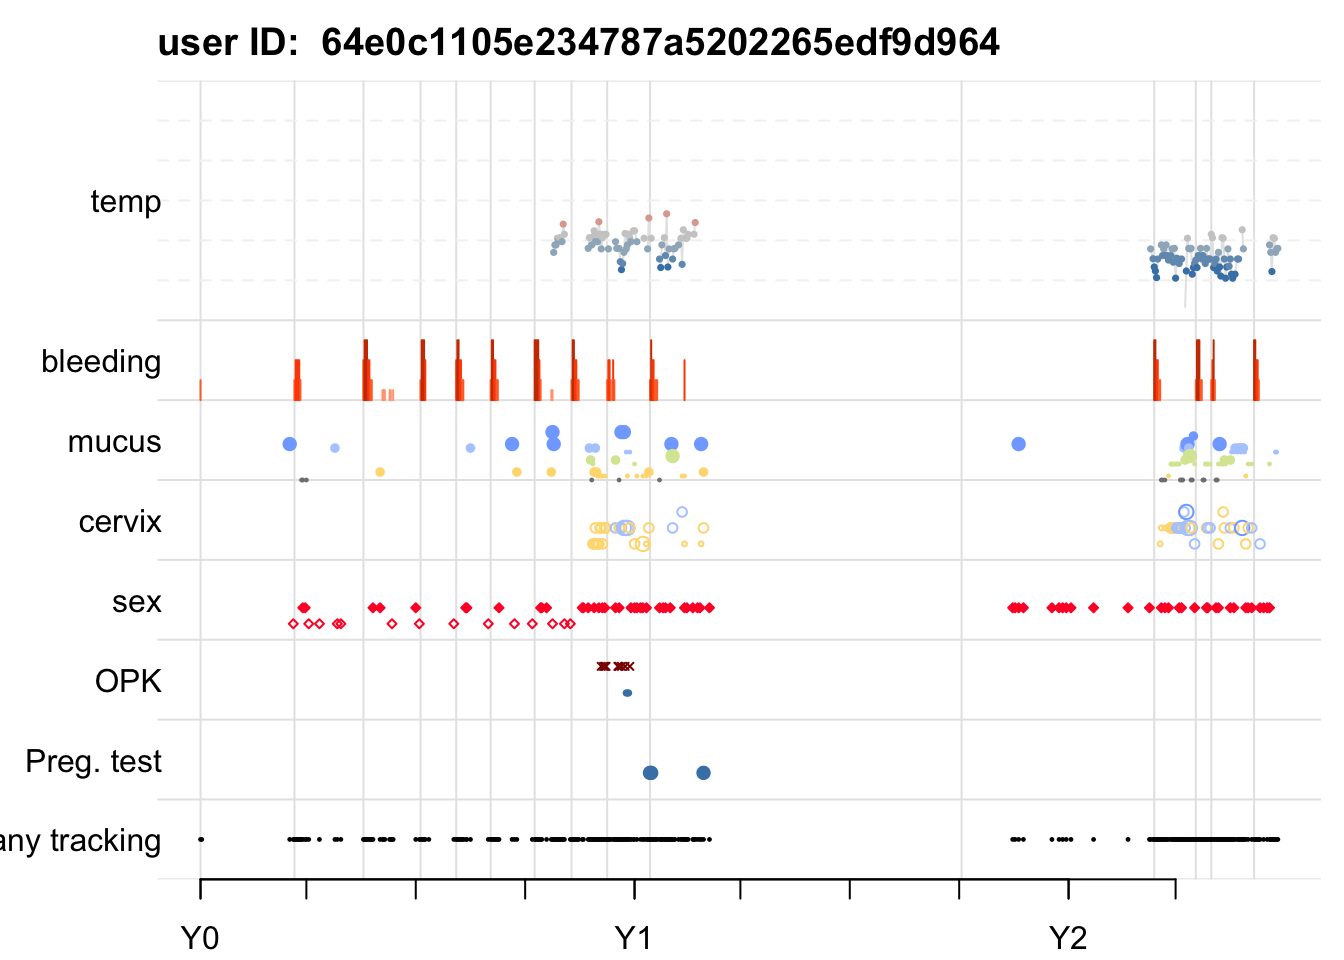 user ID:  64e0c1105e234787a5202265edf9d964
temp
bleeding
mucus
cervix
sex
OPK
Preg. test
any tracking
Y0 Y1 Y2